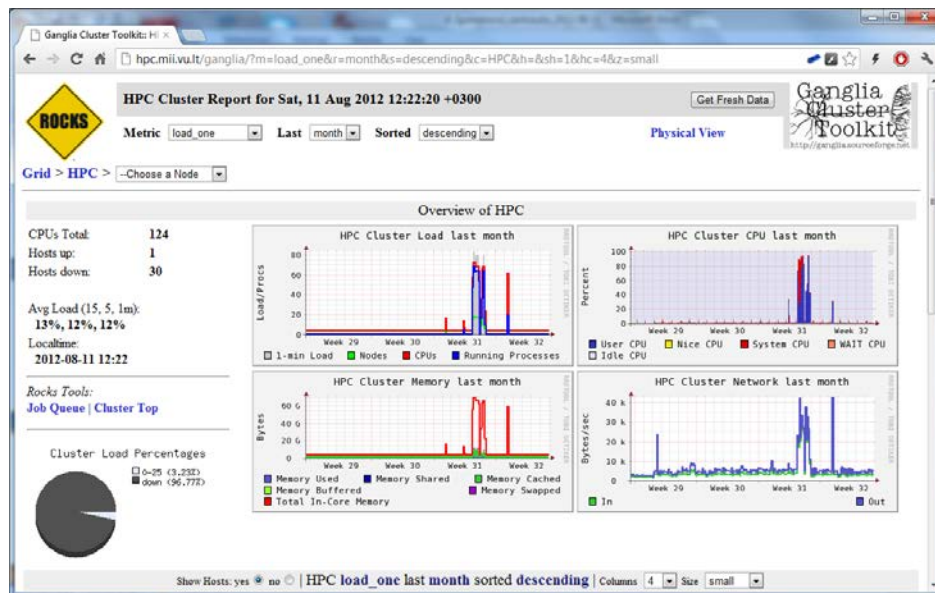 Ganglia Cluster Toolkit:: H
hpc.mii.vu.lt/ganglia/?m=load_one&r=month&s=descending&c=HPC&h=&sh=1&hc=4&z=small
ROCKS
HPC Cluster Report for Sat, 11 Aug 2012 12:22:20 +0300
Get Fresh Data
Metric load_one Last month Sorted descending
Physical View
Ganglia
Cluster
Toolkit
http://ganglia.sourceforge.net
Grid > HPC > --Choose a Node
Overview of HPC
CPUs Total: 124
Hosts up: 1
Hosts down: 30
Avg Load (15, 5, 1m):
13%, 12%, 12%
Localtime:
2012-08-11 12:22
Rocks Tools:
Job Queue | Cluster Top
Cluster Load Percentages
0-25 (3.23%)
down (96.77%)
HPC Cluster Load last month
Load/Procs
80
60
40
20
0
Week 29 Week 30 Week 31 Week 32
1-min Load Nodes CPUs Running Processes
HPC Cluster CPU last month
Percent
100
80
60
40
20
0
Week 29 Week 30 Week 31 Week 32
User CPU Nice CPU System CPU WAIT CPU
Idle CPU
HPC Cluster Memory last month
Bytes
60 G
40 G
20 G
0
Week 29 Week 30 Week 31 Week 32
Memory Used Memory Shared Memory Cached
Memory Buffered Memory Swapped
Total In-Core Memory
HPC Cluster Network last month
Bytes/sec
40 k
30 k
20 k
10 k
0
Week 29 Week 30 Week 31 Week 32
In Out
Show Hosts: yes no | HPC load_one last month sorted descending | Columns 4 Size small